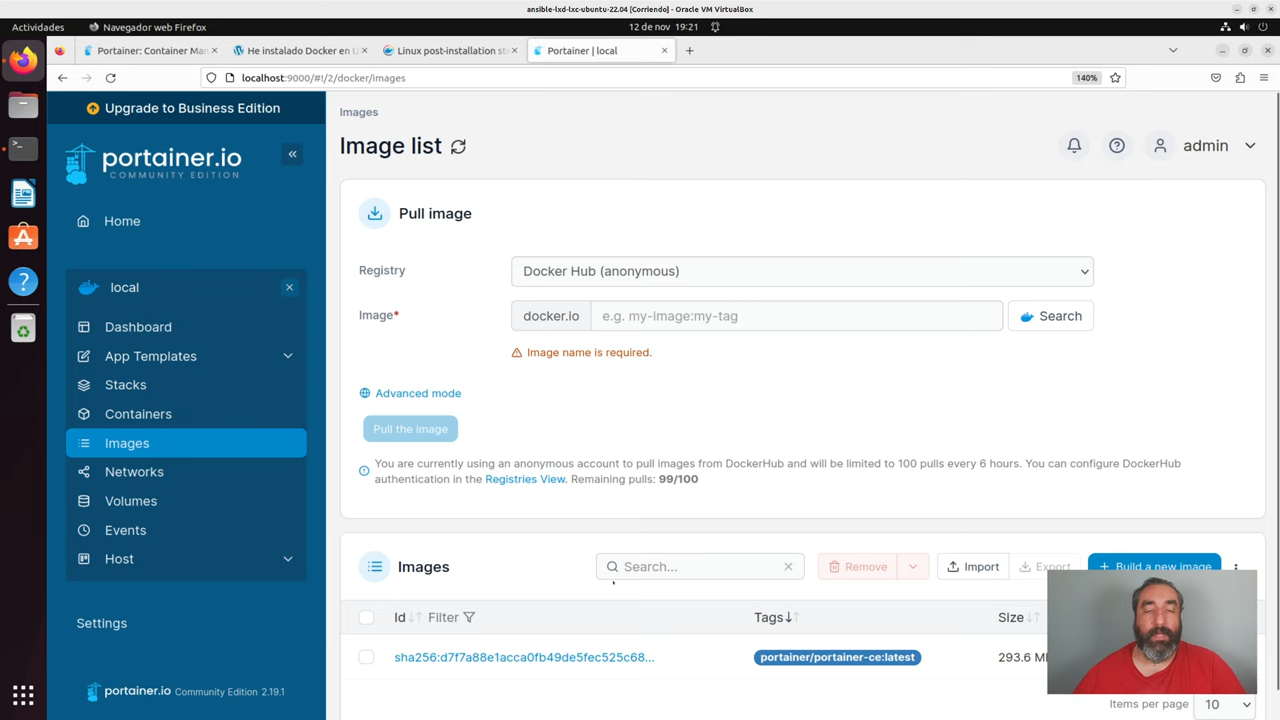 ansible-lxd-lxc-ubuntu-22.04 [Corriendo] - Oracle VM VirtualBox
Actividades
Navegador web Firefox
12 de nov 19:21
Portainer: Container Man
He instalado Docker en U
Linux post-installation st
Portainer | local
localhost:9000/#!/2/docker/images
140%
Upgrade to Business Edition
portainer.io
COMMUNITY EDITION
Home
local
Dashboard
App Templates
Stacks
Containers
Images
Networks
Volumes
Events
Host
Settings
portainer.io Community Edition 2.19.1
Images
Image list
admin
Pull image
Registry
Docker Hub (anonymous)
Image*
docker.io
e.g. my-image:my-tag
Search
Image name is required.
Advanced mode
Pull the image
You are currently using an anonymous account to pull images from DockerHub and will be limited to 100 pulls every 6 hours. You can configure DockerHub
authentication in the Registries View. Remaining pulls: 99/100
Images
Search...
Remove
Import
Export
Build a new image
Id
Filter
Tags
Size
sha256:d7f7a88e1acca0fb49de5fec525c68...
portainer/portainer-ce:latest
293.6 M
Items per page
10